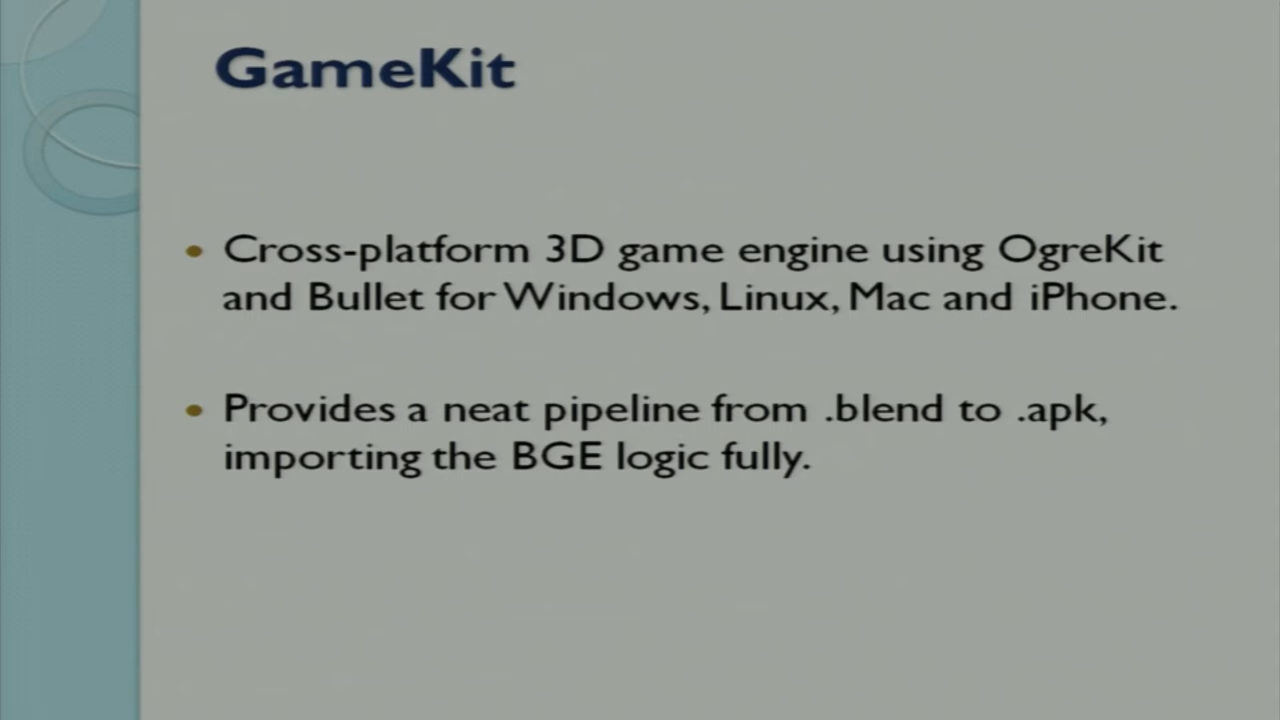 GameKit
• Cross-platform 3D game engine using OgreKit
and Bullet for Windows, Linux, Mac and iPhone.
• Provides a neat pipeline from .blend to .apk,
importing the BGE logic fully.